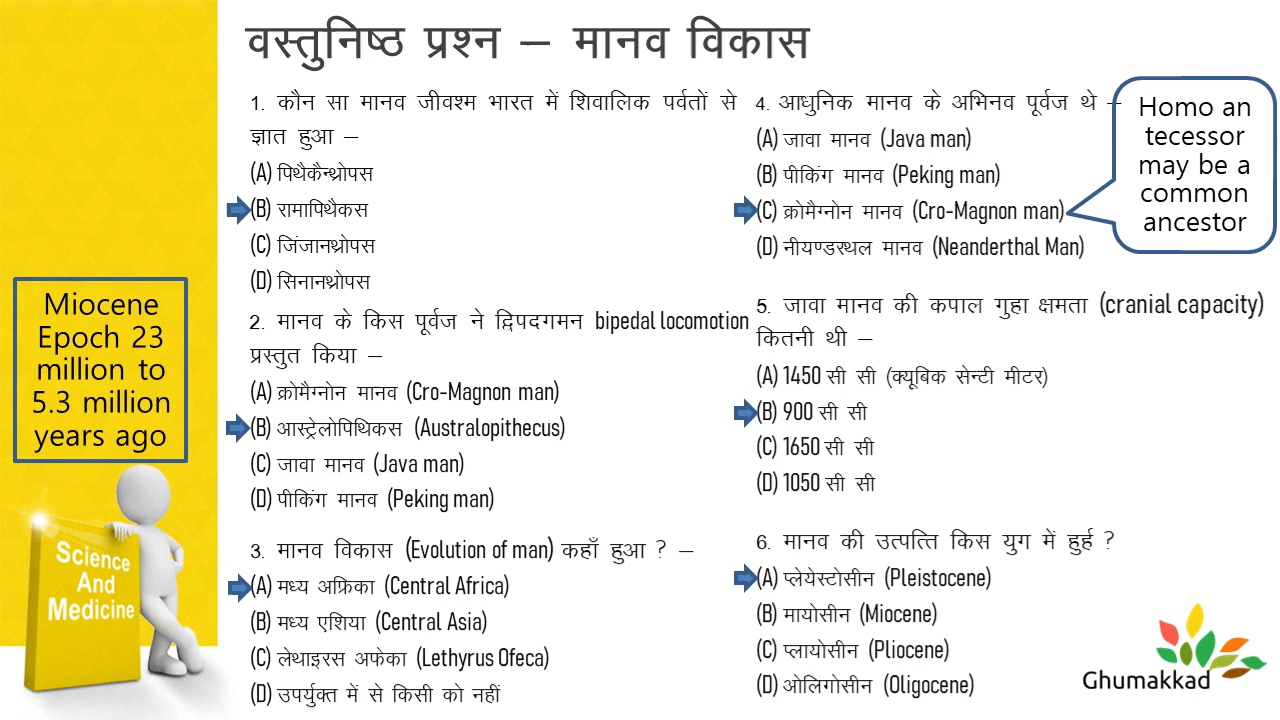 वस्तुनिष्ठ प्रश्न – मानव विकास
1. कौन सा मानव जीवश्म भारत में शिवालिक पर्वतों से
ज्ञात हुआ –
(A) पिथैकैन्थ्रोपस
(B) रामापिथैकस
(C) जिंजानथ्रोपस
(D) सिनानथ्रोपस
2. मानव के किस पूर्वज ने द्विपदगमन bipedal locomotion
प्रस्तुत किया –
(A) क्रोमैग्नोन मानव (Cro-Magnon man)
(B) आस्ट्रेलोपिथिकस (Australopithecus)
(C) जावा मानव (Java man)
(D) पीकिंग मानव (Peking man)
3. मानव विकास (Evolution of man) कहाँ हुआ ? –
(A) मध्य अफ्रिका (Central Africa)
(B) मध्य एशिया (Central Asia)
(C) लेथाइरस अफेका (Lethyrus Ofeca)
(D) उपर्युक्त में से किसी को नहीं
4. आधुनिक मानव के अभिनव पूर्वज थे –
(A) जावा मानव (Java man)
(B) पीकिंग मानव (Peking man)
(C) क्रोमैग्नोन मानव (Cro-Magnon man)
(D) नीयण्डरथल मानव (Neanderthal Man)
Homo an
tecessor
may be a
common
ancestor
5. जावा मानव की कपाल गुहा क्षमता (cranial capacity)
कितनी थी –
(A) 1450 सी सी (क्यूबिक सेन्टी मीटर)
(B) 900 सी सी
(C) 1650 सी सी
(D) 1050 सी सी
6. मानव की उत्पत्ति किस युग में हुई ?
(A) प्लेयेस्टोसीन (Pleistocene)
(B) मायोसीन (Miocene)
(C) प्लायोसीन (Pliocene)
(D) ओलिगोसीन (Oligocene)
Miocene
Epoch 23
million to
5.3 million
years ago
Science
And
Medicine
Ghumakkad